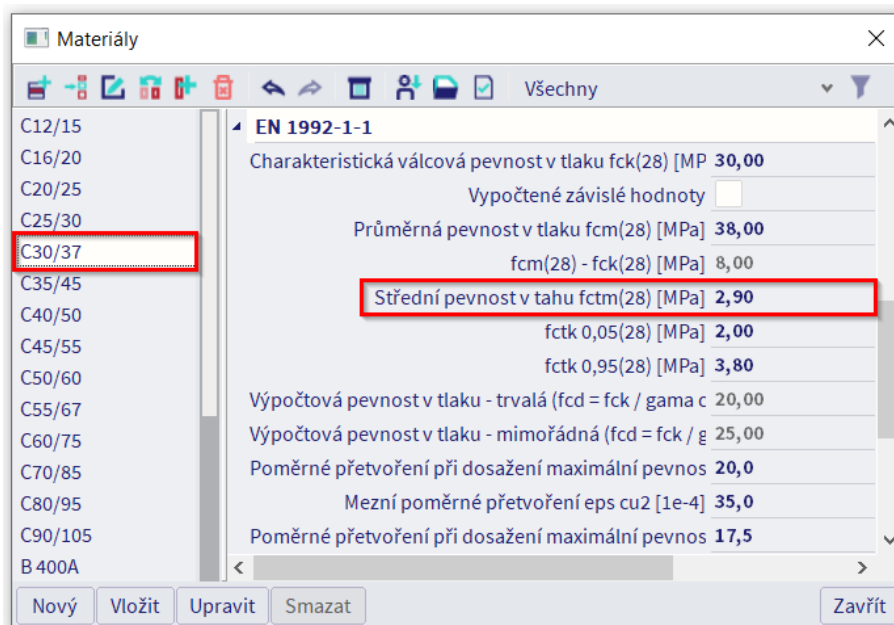 Materiály
Všechny
C12/15
C16/20
C20/25
C25/30
C30/37
C35/45
C40/50
C45/55
C50/60
C55/67
C60/75
C70/85
C80/95
C90/105
B 400A
EN 1992-1-1
Charakteristická válcová pevnost v tlaku fck(28) [MP 30,00
Vypočtené závislé hodnoty
Průměrná pevnost v tlaku fcm(28) [MPa] 38,00
fcm(28) - fck(28) [MPa] 8,00
Střední pevnost v tahu fctm(28) [MPa] 2,90
fctk 0,05(28) [MPa] 2,00
fctk 0,95(28) [MPa] 3,80
Výpočtová pevnost v tlaku - trvalá (fcd = fck / gama c 20,00
Výpočtová pevnost v tlaku - mimořádná (fcd = fck / g 25,00
Poměrné přetvoření při dosažení maximální pevnos 20,0
Mezní poměrné přetvoření eps cu2 [1e-4] 35,0
Poměrné přetvoření při dosažení maximální pevnos 17,5
Nový Vložit Upravit Smazat Zavřít